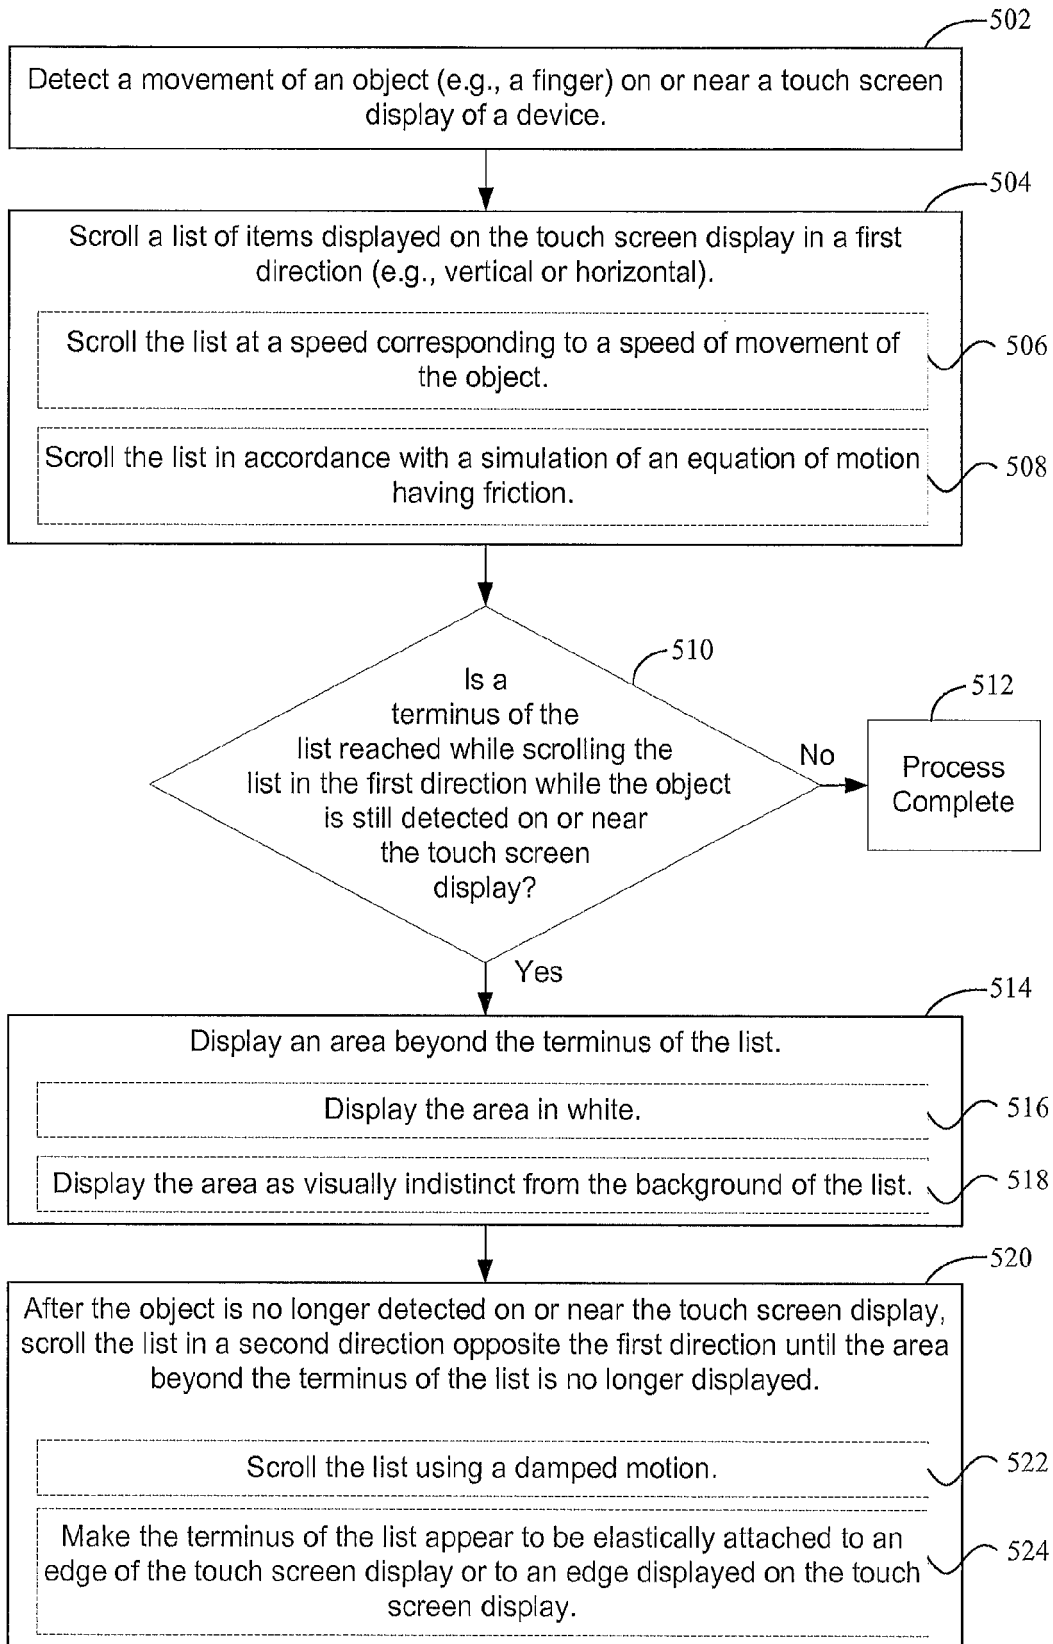 502
Detect a movement of an object (e.g., a finger) on or near a touch screen
display of a device.
504
Scroll a list of items displayed on the touch screen display in a first
direction (e.g., vertical or horizontal).
Scroll the list at a speed corresponding to a speed of movement of
the object.
506
Scroll the list in accordance with a simulation of an equation of motion
having friction.
508
510
Is a
terminus of the
list reached while scrolling the
list in the first direction while the object
is still detected on or near
the touch screen
display?
No
512
Process
Complete
Yes
514
Display an area beyond the terminus of the list.
Display the area in white.
516
Display the area as visually indistinct from the background of the list.
518
520
After the object is no longer detected on or near the touch screen display,
scroll the list in a second direction opposite the first direction until the area
beyond the terminus of the list is no longer displayed.
Scroll the list using a damped motion.
522
Make the terminus of the list appear to be elastically attached to an
edge of the touch screen display or to an edge displayed on the touch
screen display.
524